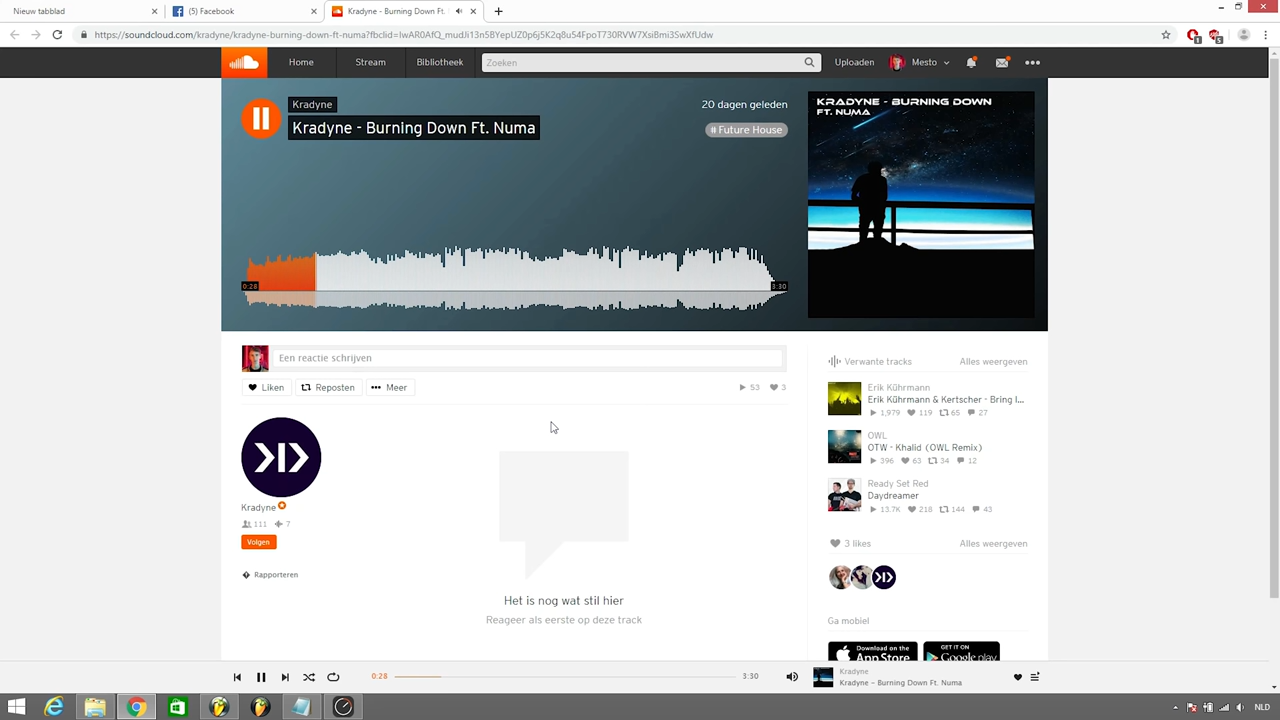 Nieuw tabblad
(5) Facebook
Kradyne - Burning Down Ft.
https://soundcloud.com/kradyne/kradyne-burning-down-ft-numa?fbclid=IwAR0AfQ_mudJi13n5BYepUZ0p6j5K2q8uS4FpoT730RVW7XsiBmi3SwXfUdw
1
5
Home
Stream
Bibliotheek
Zoeken
Uploaden
Mesto
Kradyne
Kradyne - Burning Down Ft. Numa
20 dagen geleden
# Future House
KRADYNE - BURNING DOWN
FT. NUMA
0:28
3:30
Een reactie schrijven
Liken
Reposten
Meer
53
3
Kradyne
111
7
Volgen
Rapporteren
Het is nog wat stil hier
Reageer als eerste op deze track
Verwante tracks
Alles weergeven
Erik Kührmann
Erik Kührmann & Kertscher - Bring I...
1,979 119 65 27
OWL
OTW - Khalid (OWL Remix)
396 63 34 12
Ready Set Red
Daydreamer
13.7K 218 144 43
3 likes
Alles weergeven
Ga mobiel
Download on the
App Store
GET IT ON
Google play
0:28
3:30
Kradyne
Kradyne - Burning Down Ft. Numa
NLD